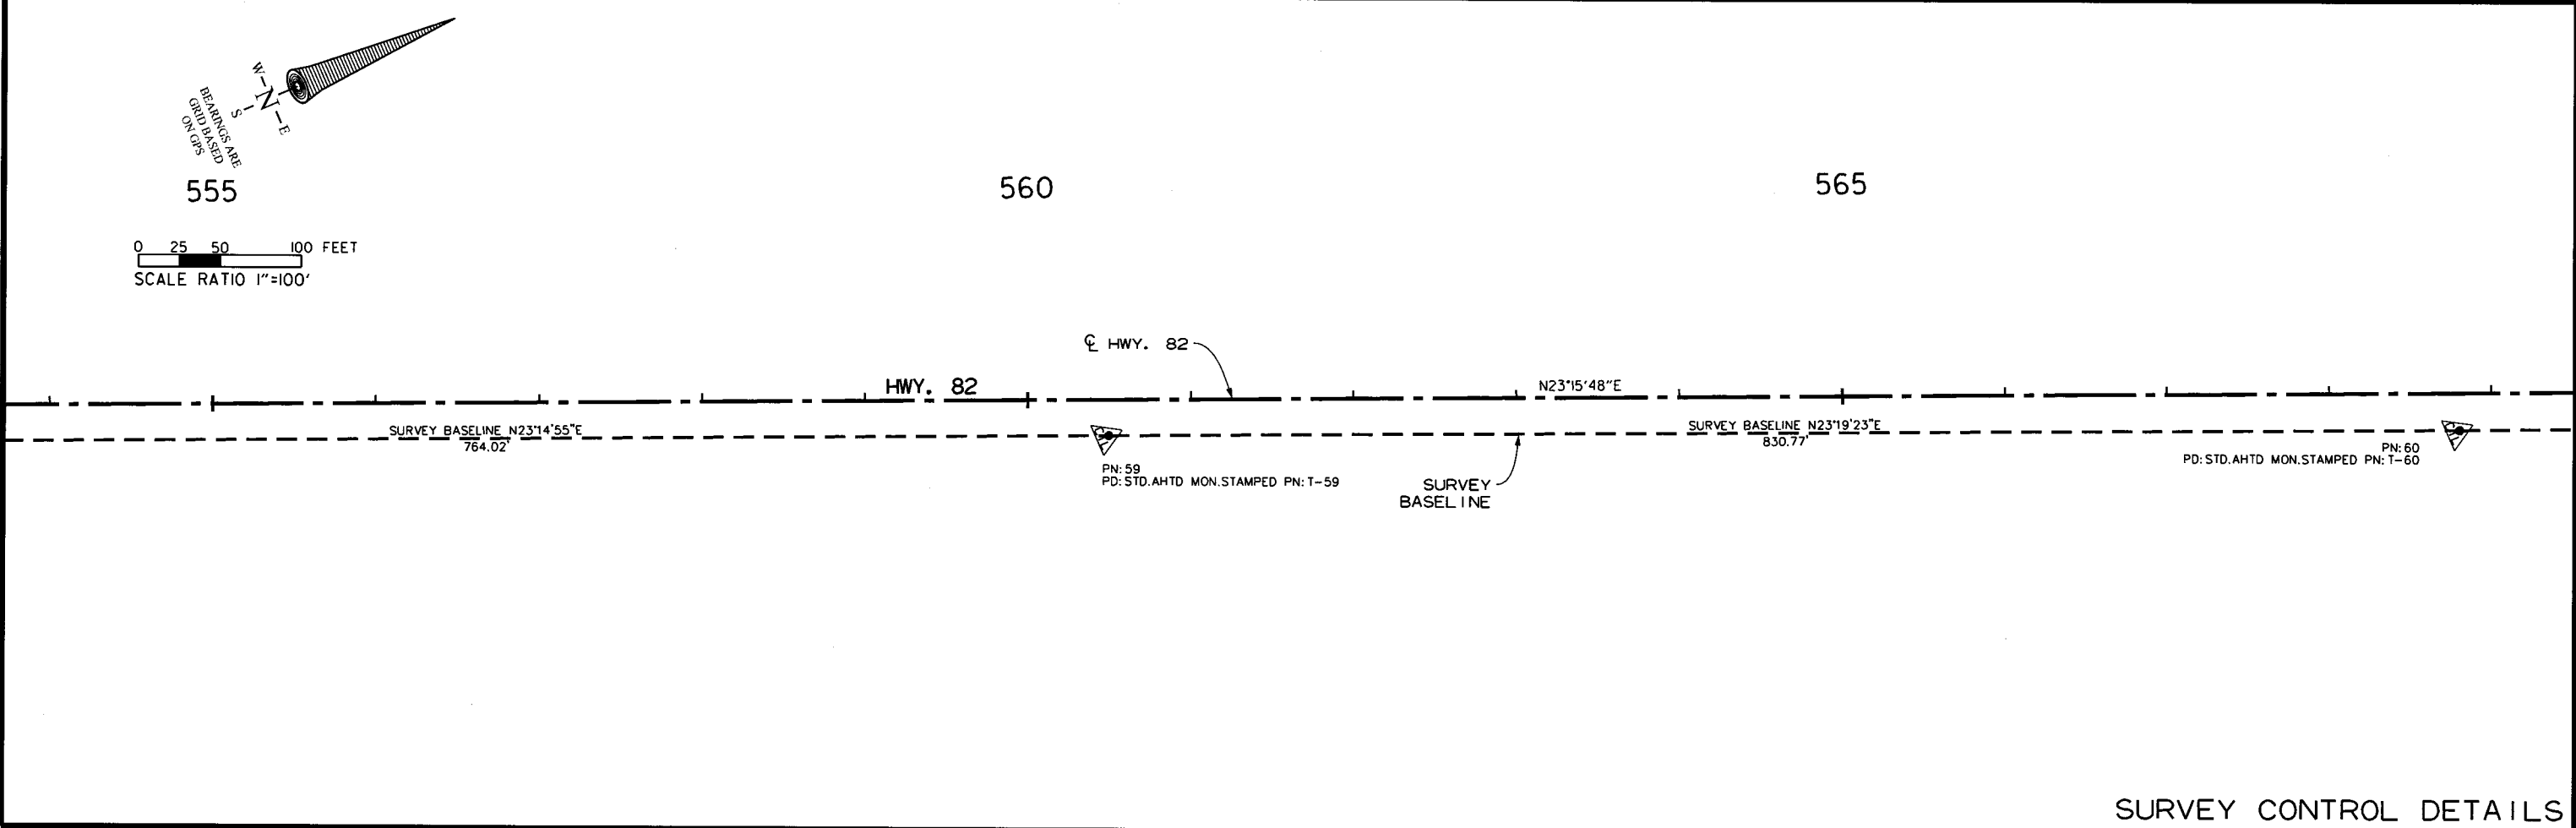 W
N
S
E
BEARINGS ARE
GRID BASED
ON GPS
555
560
565
0 25 50 100 FEET
SCALE RATIO 1"=100'
℄ HWY. 82
HWY. 82
N23°15'48"E
SURVEY BASELINE N23°14'55"E
764.02'
SURVEY BASELINE N23°19'23"E
830.77'
PN:59
PD:STD.AHTD MON.STAMPED PN:T-59
SURVEY
BASELINE
PN:60
PD:STD.AHTD MON.STAMPED PN:T-60
SURVEY CONTROL DETAILS